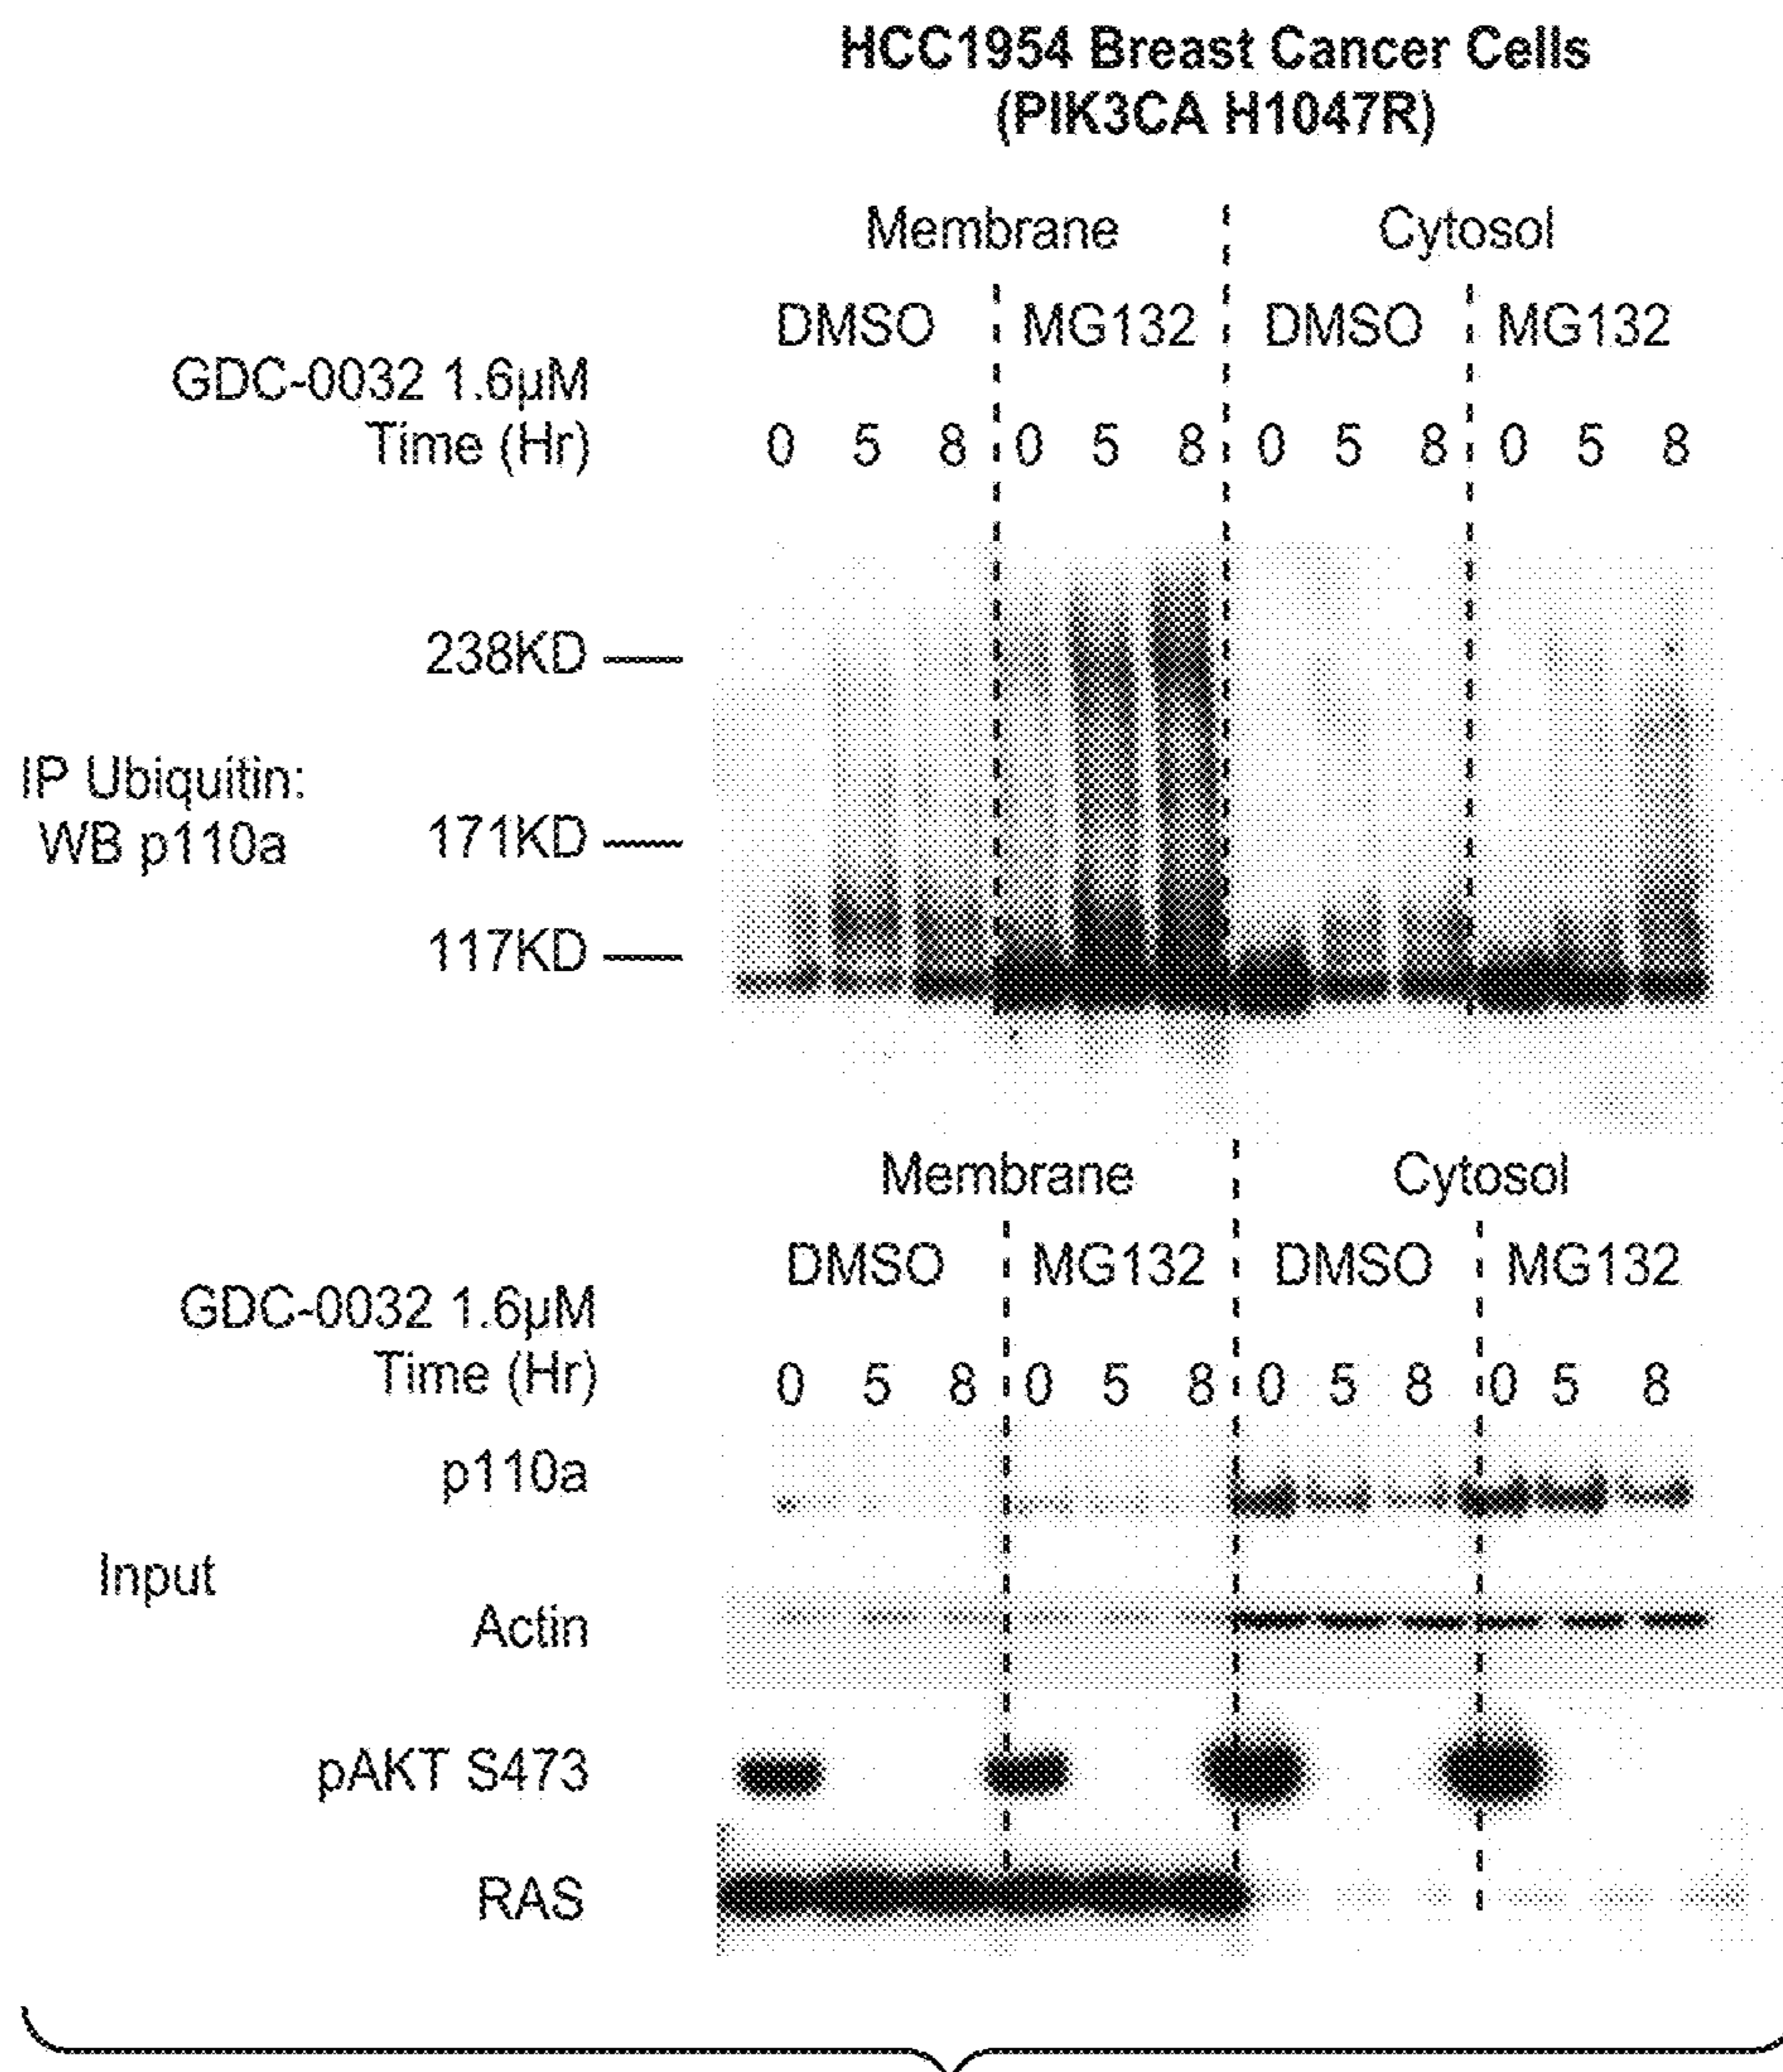 HCC1954 Breast Cancer Cells
(PIK3CA H1047R)
Membrane Cytosol
DMSO MG132 DMSO MG132
GDC-0032 1.6µM
Time (Hr) 0 5 8 0 5 8 0 5 8 0 5 8
238KD
IP Ubiquitin:
WB p110a
171KD
117KD
Membrane Cytosol
DMSO MG132 DMSO MG132
GDC-0032 1.6µM
Time (Hr) 0 5 8 0 5 8 0 5 8 0 5 8
p110a
Input
Actin
pAKT S473
RAS